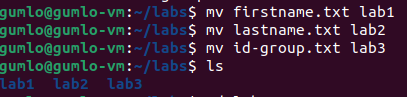 gumlo@gumlo-vm:~/labs$ mv firstname.txt lab1
gumlo@gumlo-vm:~/labs$ mv lastname.txt lab2
gumlo@gumlo-vm:~/labs$ mv id-group.txt lab3
gumlo@gumlo-vm:~/labs$ ls
lab1 lab2 lab3